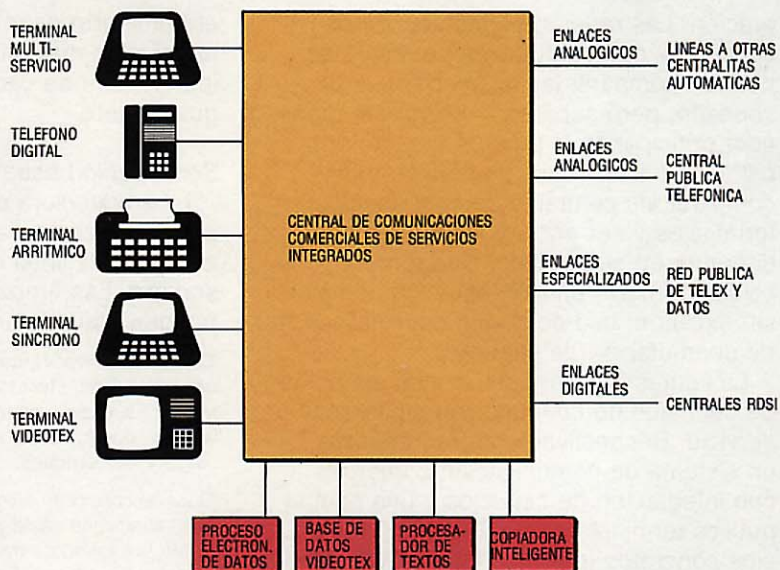 TERMINAL
MULTI-
SERVICIO
TELEFONO
DIGITAL
TERMINAL
ARRITMICO
TERMINAL
SINCRONO
TERMINAL
VIDEOTEX
CENTRAL DE COMUNICACIONES
COMERCIALES DE SERVICIOS
INTEGRADOS
ENLACES
ANALOGICOS
LINEAS A OTRAS
CENTRALITAS
AUTOMATICAS
ENLACES
ANALOGICOS
CENTRAL
PUBLICA
TELEFONICA
ENLACES
ESPECIALIZADOS
RED PUBLICA
DE TELEX Y
DATOS
ENLACES
DIGITALES
CENTRALES RDSI
PROCESO
ELECTRON.
DE DATOS
BASE DE
DATOS
VIDEOTEX
PROCESA-
DOR DE
TEXTOS
COPIADORA
INTELIGENTE